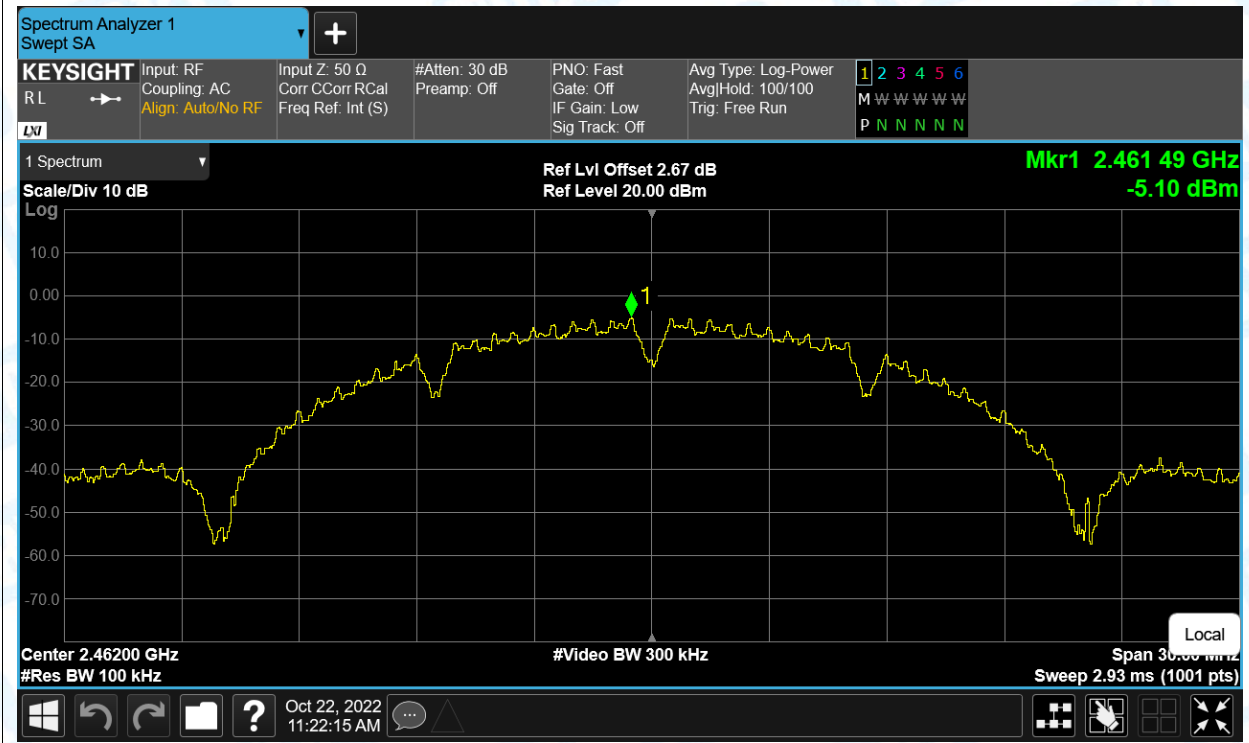 Spectrum Analyzer 1
Swept SA
KEYSIGHT
R L
LXI
Input: RF
Coupling: AC
Align: Auto/No RF
Input Z: 50 Ω
Corr CCorr RCal
Freq Ref: Int (S)
#Atten: 30 dB
Preamp: Off
PNO: Fast
Gate: Off
IF Gain: Low
Sig Track: Off
Avg Type: Log-Power
Avg|Hold: 100/100
Trig: Free Run
1 2 3 4 5 6
M W W W W W
P N N N N N
1 Spectrum
Scale/Div 10 dB
Ref Lvl Offset 2.67 dB
Ref Level 20.00 dBm
Mkr1 2.461 49 GHz
-5.10 dBm
Log
10.0
0.00
1
-10.0
-20.0
-30.0
-40.0
-50.0
-60.0
-70.0
Local
Center 2.46200 GHz
#Video BW 300 kHz
Span 30.00 MHz
#Res BW 100 kHz
Sweep 2.93 ms (1001 pts)
?
Oct 22, 2022
11:22:15 AM